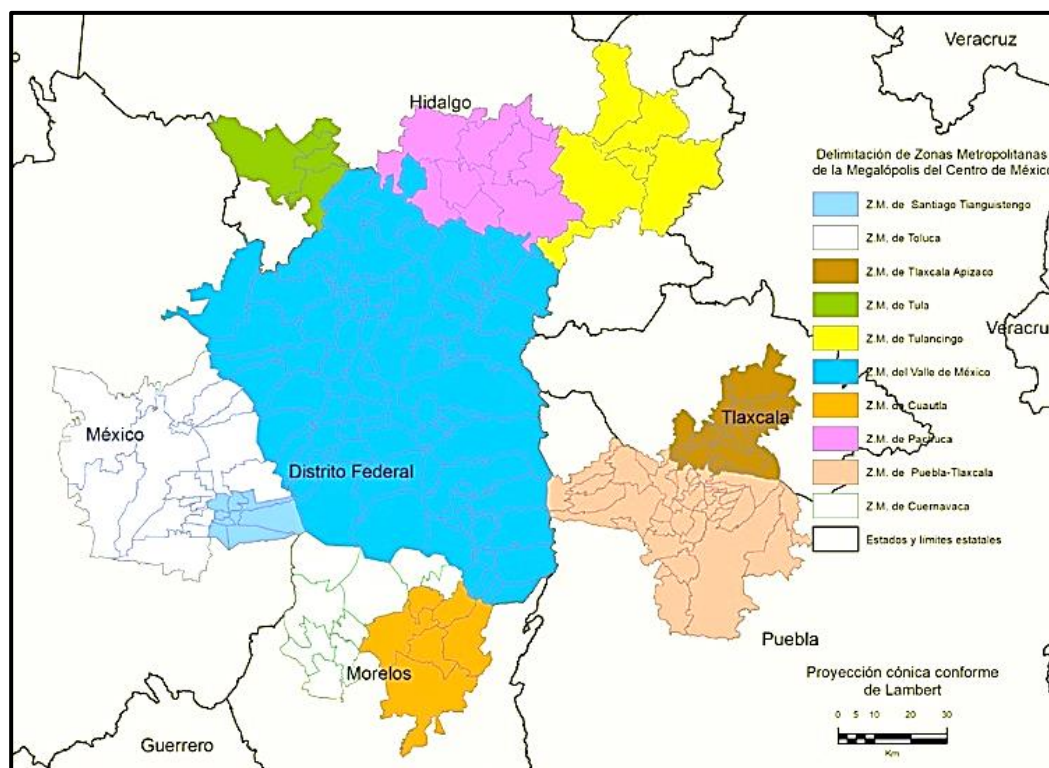 Veracruz
Hidalgo
Delimitación de Zonas Metropolitanas
de la Megalópolis del Centro de México
Z.M. de Santiago Tianguistengo
Z.M. de Toluca
Z.M. de Tlaxcala Apizaco
Z.M. de Tula
Z.M. de Tulancingo
Veracruz
Z.M. del Valle de México
Z.M. de Cuautla
Z.M. de Pachuca
Z.M. de Puebla-Tlaxcala
Z.M. de Cuernavaca
Estados y límites estatales
Tlaxcala
México
Distrito Federal
Puebla
Morelos
Guerrero
Proyección cónica conforme
de Lambert
0 5 10 20 30
Km